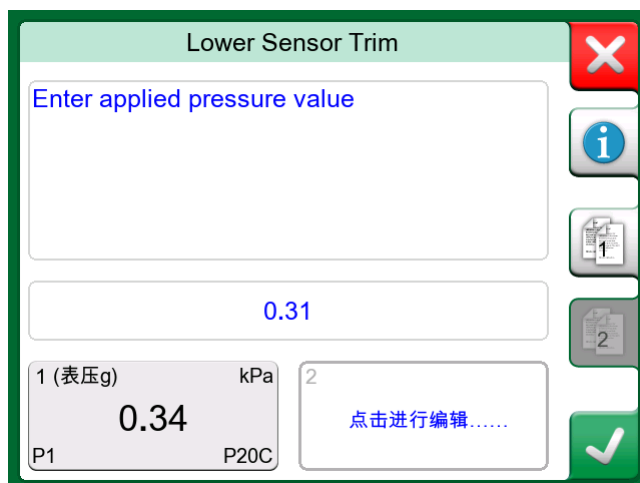 Lower Sensor Trim
Enter applied pressure value
0.31
1 (表压g) kPa
0.34
P1 P20C
2
点击进行编辑……
1
2